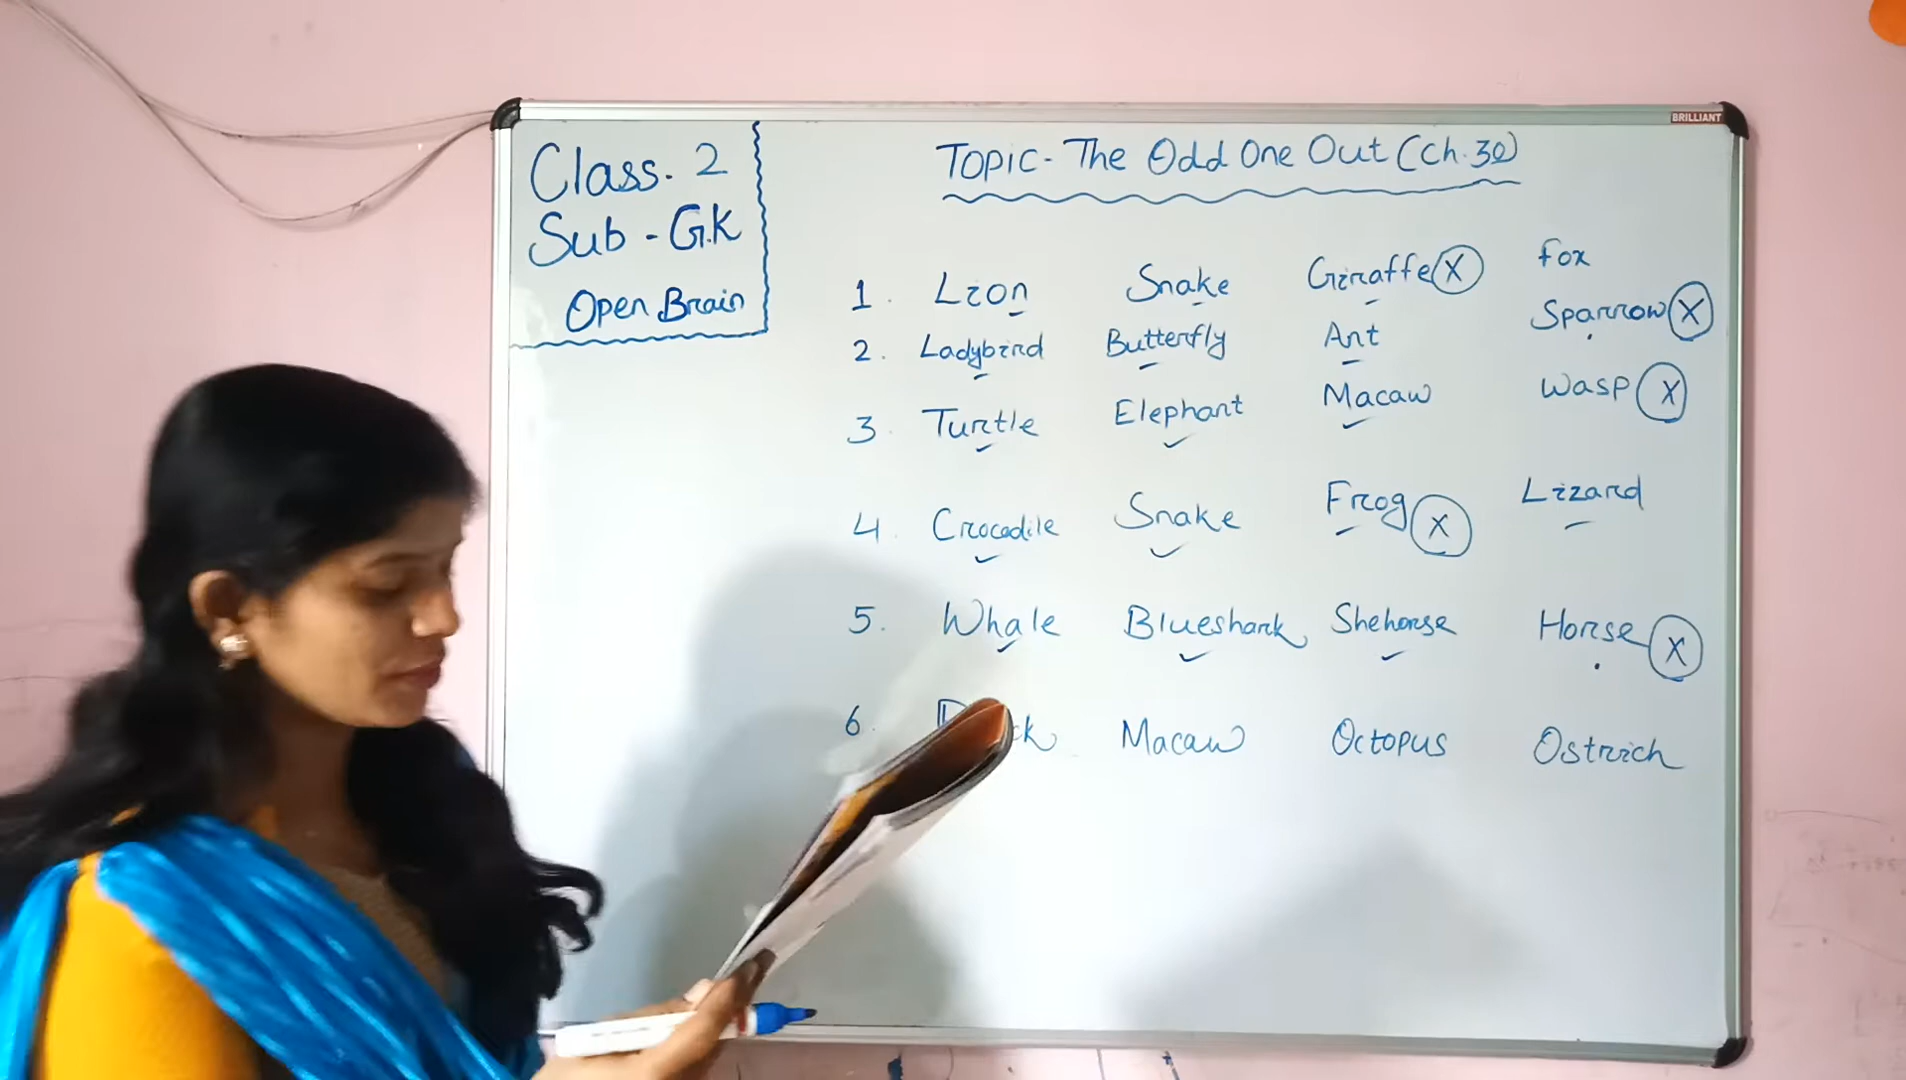 BRILLIANT
Class. 2
Sub - G.K
Open Brain
Topic - The Odd One Out (Ch. 30)
1. Lion Snake Giraffe X Fox
2. Ladybird Butterfly Ant Sparrow X
3. Turtle Elephant Macaw Wasp X
4. Crocodile Snake Frog X Lizard
5. Whale Blueshark Shehorse Horse X
6. Macaw Octopus Ostrich